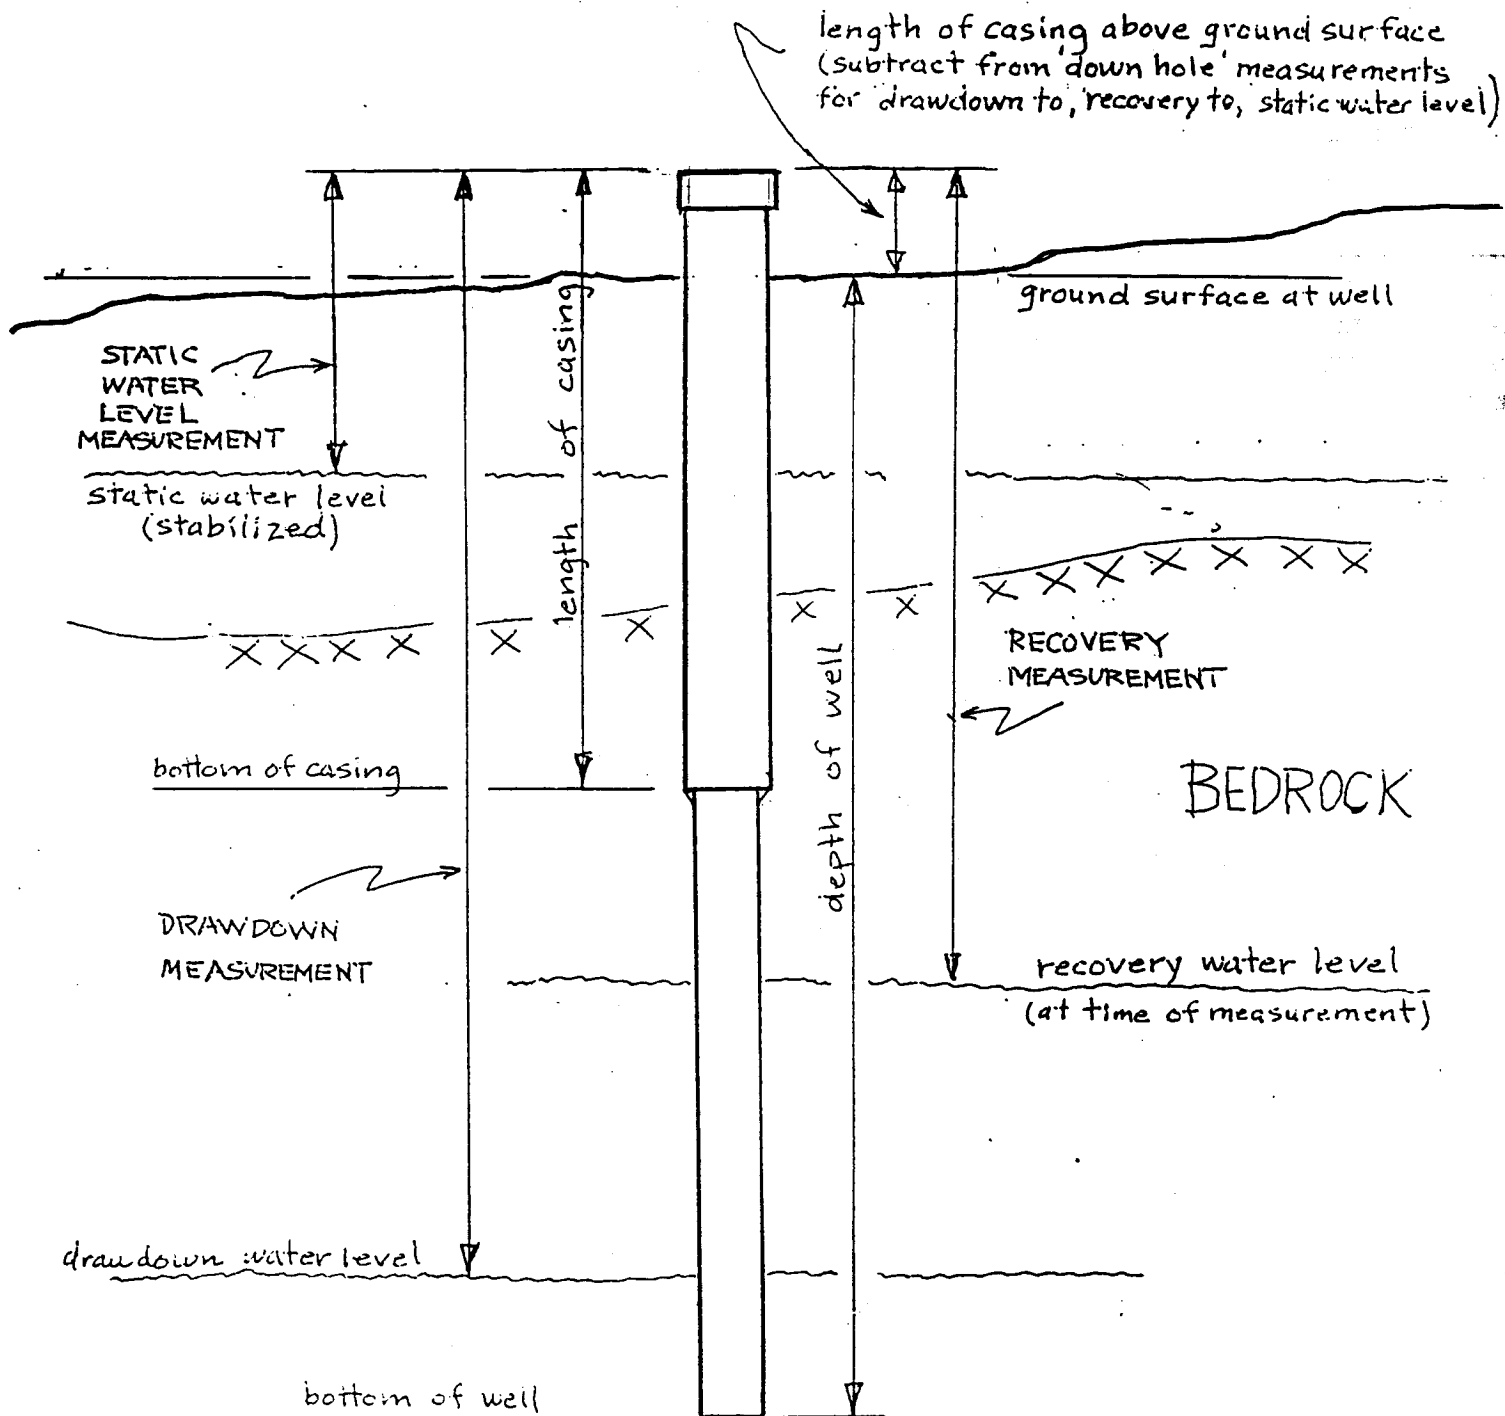 length of casing above ground surface
(subtract from 'down hole' measurements
for drawdown to, recovery to, static water level)
ground surface at well
STATIC
WATER
LEVEL
MEASUREMENT
length of casing
static water level
(stabilized)
RECOVERY
MEASUREMENT
depth of well
bottom of casing
BEDROCK
DRAWDOWN
MEASUREMENT
recovery water level
(at time of measurement)
drawdown water level
bottom of well